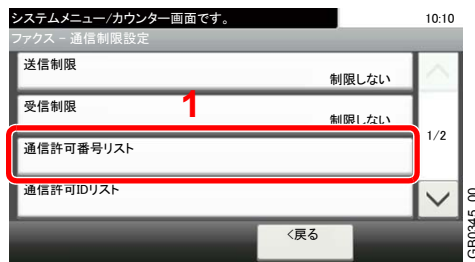 システムメニュー/カウンター画面です。
10:10
ファクス - 通信制限設定
送信制限
制限しない
受信制限
1
制限しない
通信許可番号リスト
1/2
通信許可IDリスト
<戻る
GB0345_00